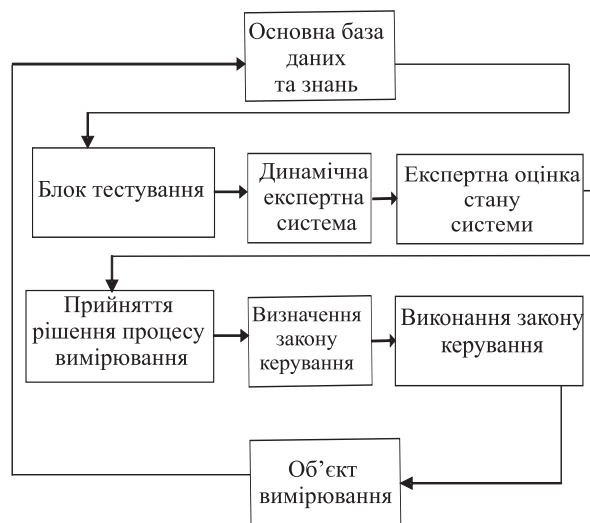 Основна база
даних
та знань
Блок тестування
Динамічна
експертна
система
Експертна оцінка
стану
системи
Прийняття
рішення процесу
вимірювання
Визначення
закону
керування
Виконання закону
керування
Об’єкт
вимірювання